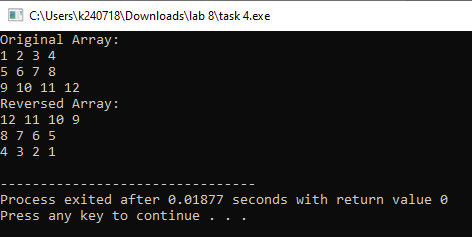 C:\Users\k240718\Downloads\lab 8\task 4.exe
Original Array:
1 2 3 4
5 6 7 8
9 10 11 12
Reversed Array:
12 11 10 9
8 7 6 5
4 3 2 1
--------------------------------
Process exited after 0.01877 seconds with return value 0
Press any key to continue . . .